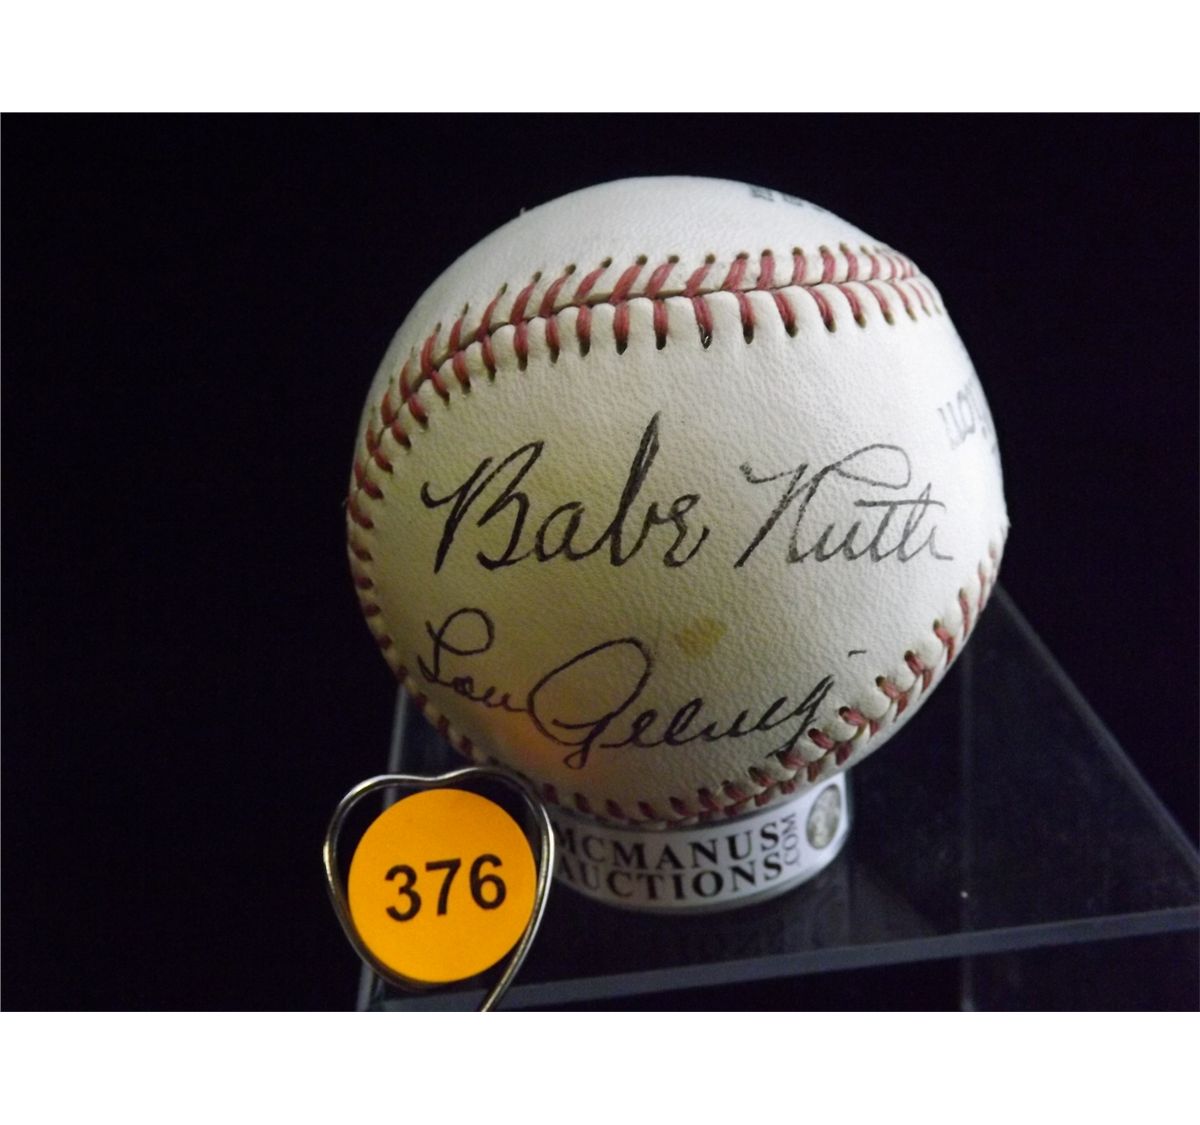 Babe Ruth
Lou Gehrig
376
MCMANUS
AUCTIONS
.COM